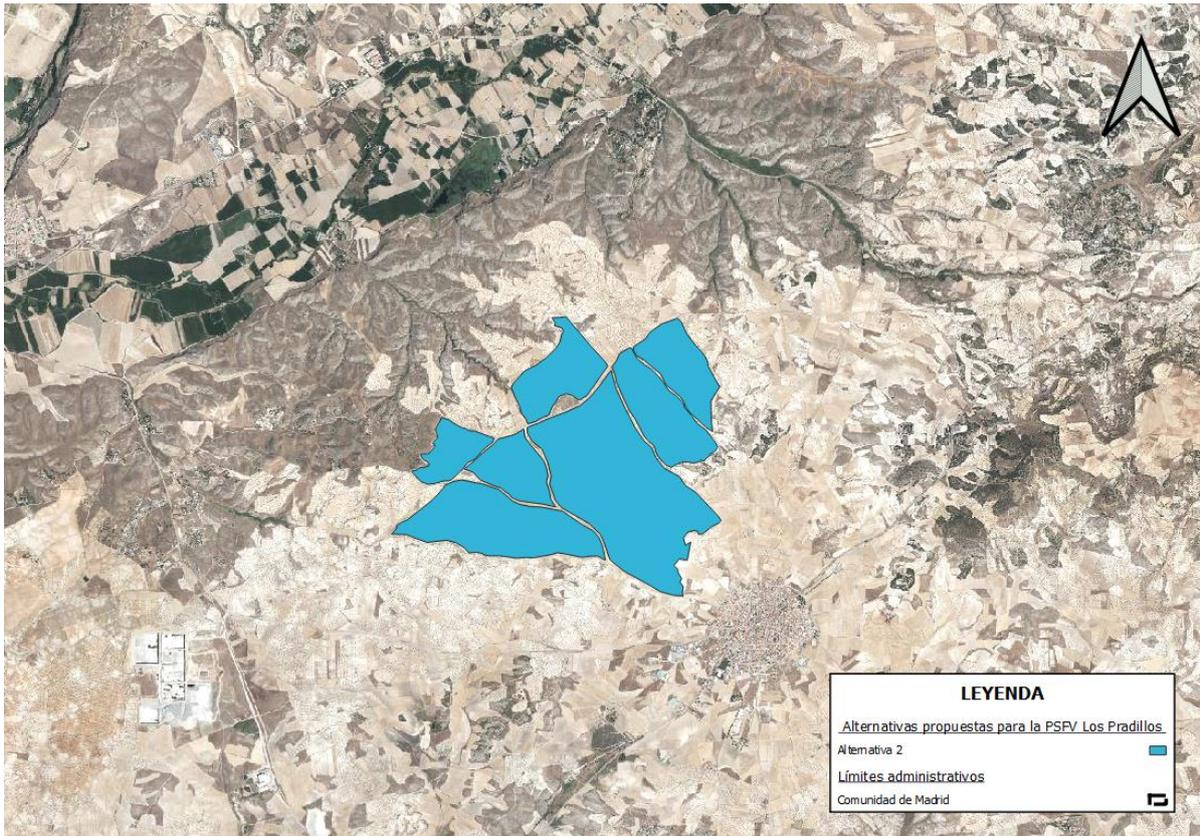 LEYENDA
Alternativas propuestas para la PSFV Los Pradillos
Alternativa 2
Límites administrativos
Comunidad de Madrid